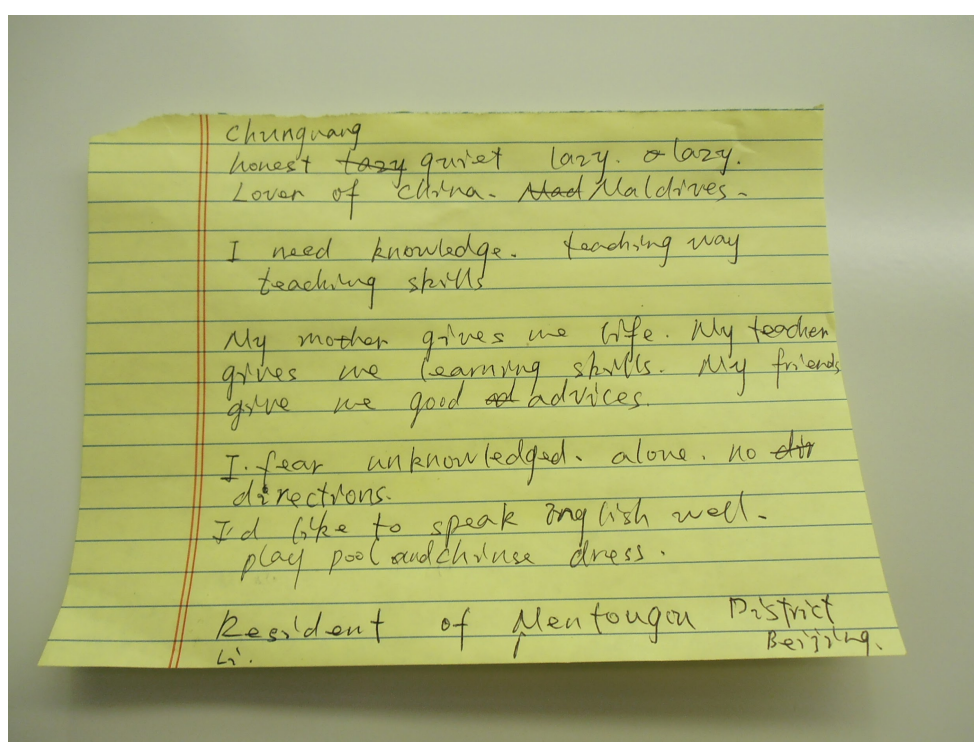 Chunguang
honest lazy quiet lazy. lazy.
Lover of China. Mad Maldives.
I need knowledge. teaching way
teaching skills
My mother gives me life. My teacher
gives me learning skills. My friends
give me good advices.
I. fear unknowledged. alone. no dir
directions.
I'd like to speak English well.
play pool and chinse dress.
Resident of Mentougou District
Beijing.
Li.